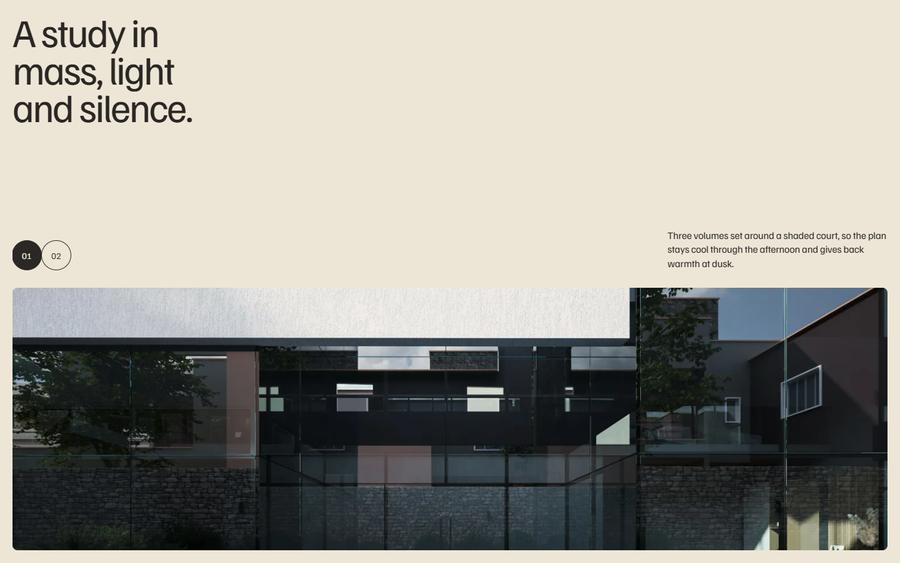 A study in
mass, light
and silence.
01
02
Three volumes set around a shaded court, so the plan
stays cool through the afternoon and gives back
warmth at dusk.